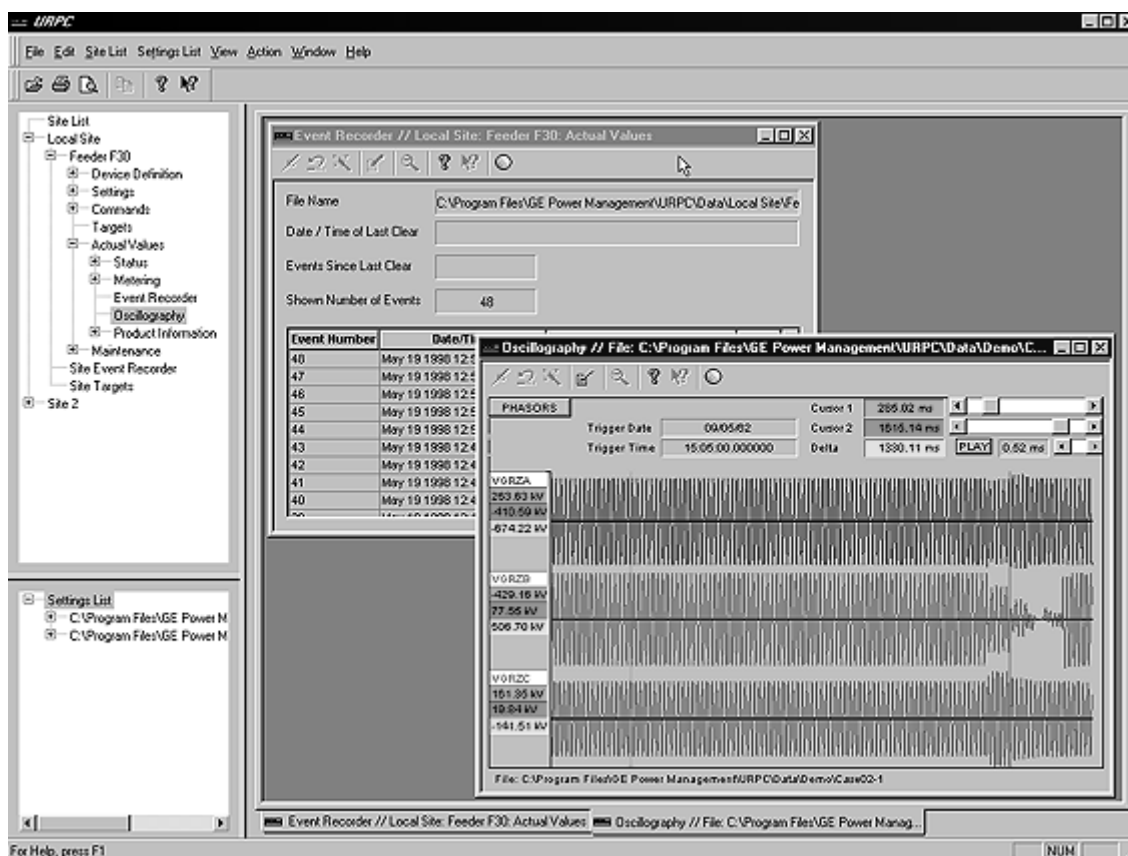 URPC
File Edit Site List Settings List View Action Window Help
Site List
Local Site
Feeder F30
Device Definition
Settings
Commands
Targets
Actual Values
Status
Metering
Event Recorder
Oscillography
Product Information
Maintenance
Site Event Recorder
Site Targets
Site 2
Settings List
C:\Program Files\GE Power M
C:\Program Files\GE Power M
Event Recorder // Local Site: Feeder F30: Actual Values
File Name C:\Program Files\GE Power Management\URPC\Data\Local Site\Fe
Date / Time of Last Clear
Events Since Last Clear
Shown Number of Events 48
Event Number Date/Ti
48 May 19 1998 12:5
47 May 19 1998 12:5
46 May 19 1998 12:5
45 May 19 1998 12:5
44 May 19 1998 12:5
43 May 19 1998 12:4
42 May 19 1998 12:4
41 May 19 1998 12:4
40 May 19 1998 12:4
Oscillography // File: C:\Program Files\GE Power Management\URPC\Data\Demo\C...
PHASORS
Trigger Date 09/05/62
Trigger Time 15:05:00.000000
Cursor 1 285.02 ms
Cursor 2 1615.14 ms
Delta 1330.11 ms PLAY 0.52 ms
VGRZA
263.63 kV
-410.59 kV
-674.22 kV
VGRZB
-429.16 kV
77.55 kV
506.70 kV
VGRZC
161.35 kV
19.84 kV
-141.51 kV
File: C:\Program Files\GE Power Management\URPC\Data\Demo\Case02-1
Event Recorder // Local Site: Feeder F30: Actual Values
Oscillography // File: C:\Program Files\GE Power Manag...
For Help, press F1
NUM